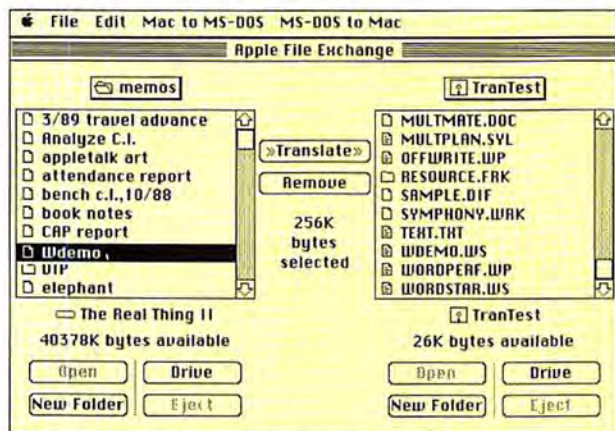 File Edit Mac to MS-DOS MS-DOS to Mac
Apple File Exchange
memos
3/89 travel advance
Analyze C.I.
appletalk art
attendance report
bench c.i.,10/88
book notes
CAP report
Wdemo
DIP
elephant
The Real Thing II
40378K bytes available
Open Drive
New Folder Eject
»Translate»
Remove
256K
bytes
selected
TranTest
MULTMATE.DOC
MULTPLAN.SYL
OFFWRITE.WP
RESOURCE.FRK
SAMPLE.DIF
SYMPHONY.WRK
TEXT.TXT
WDEMO.WS
WORDPERF.WP
WORDSTAR.WS
TranTest
26K bytes available
Open Drive
New Folder Eject